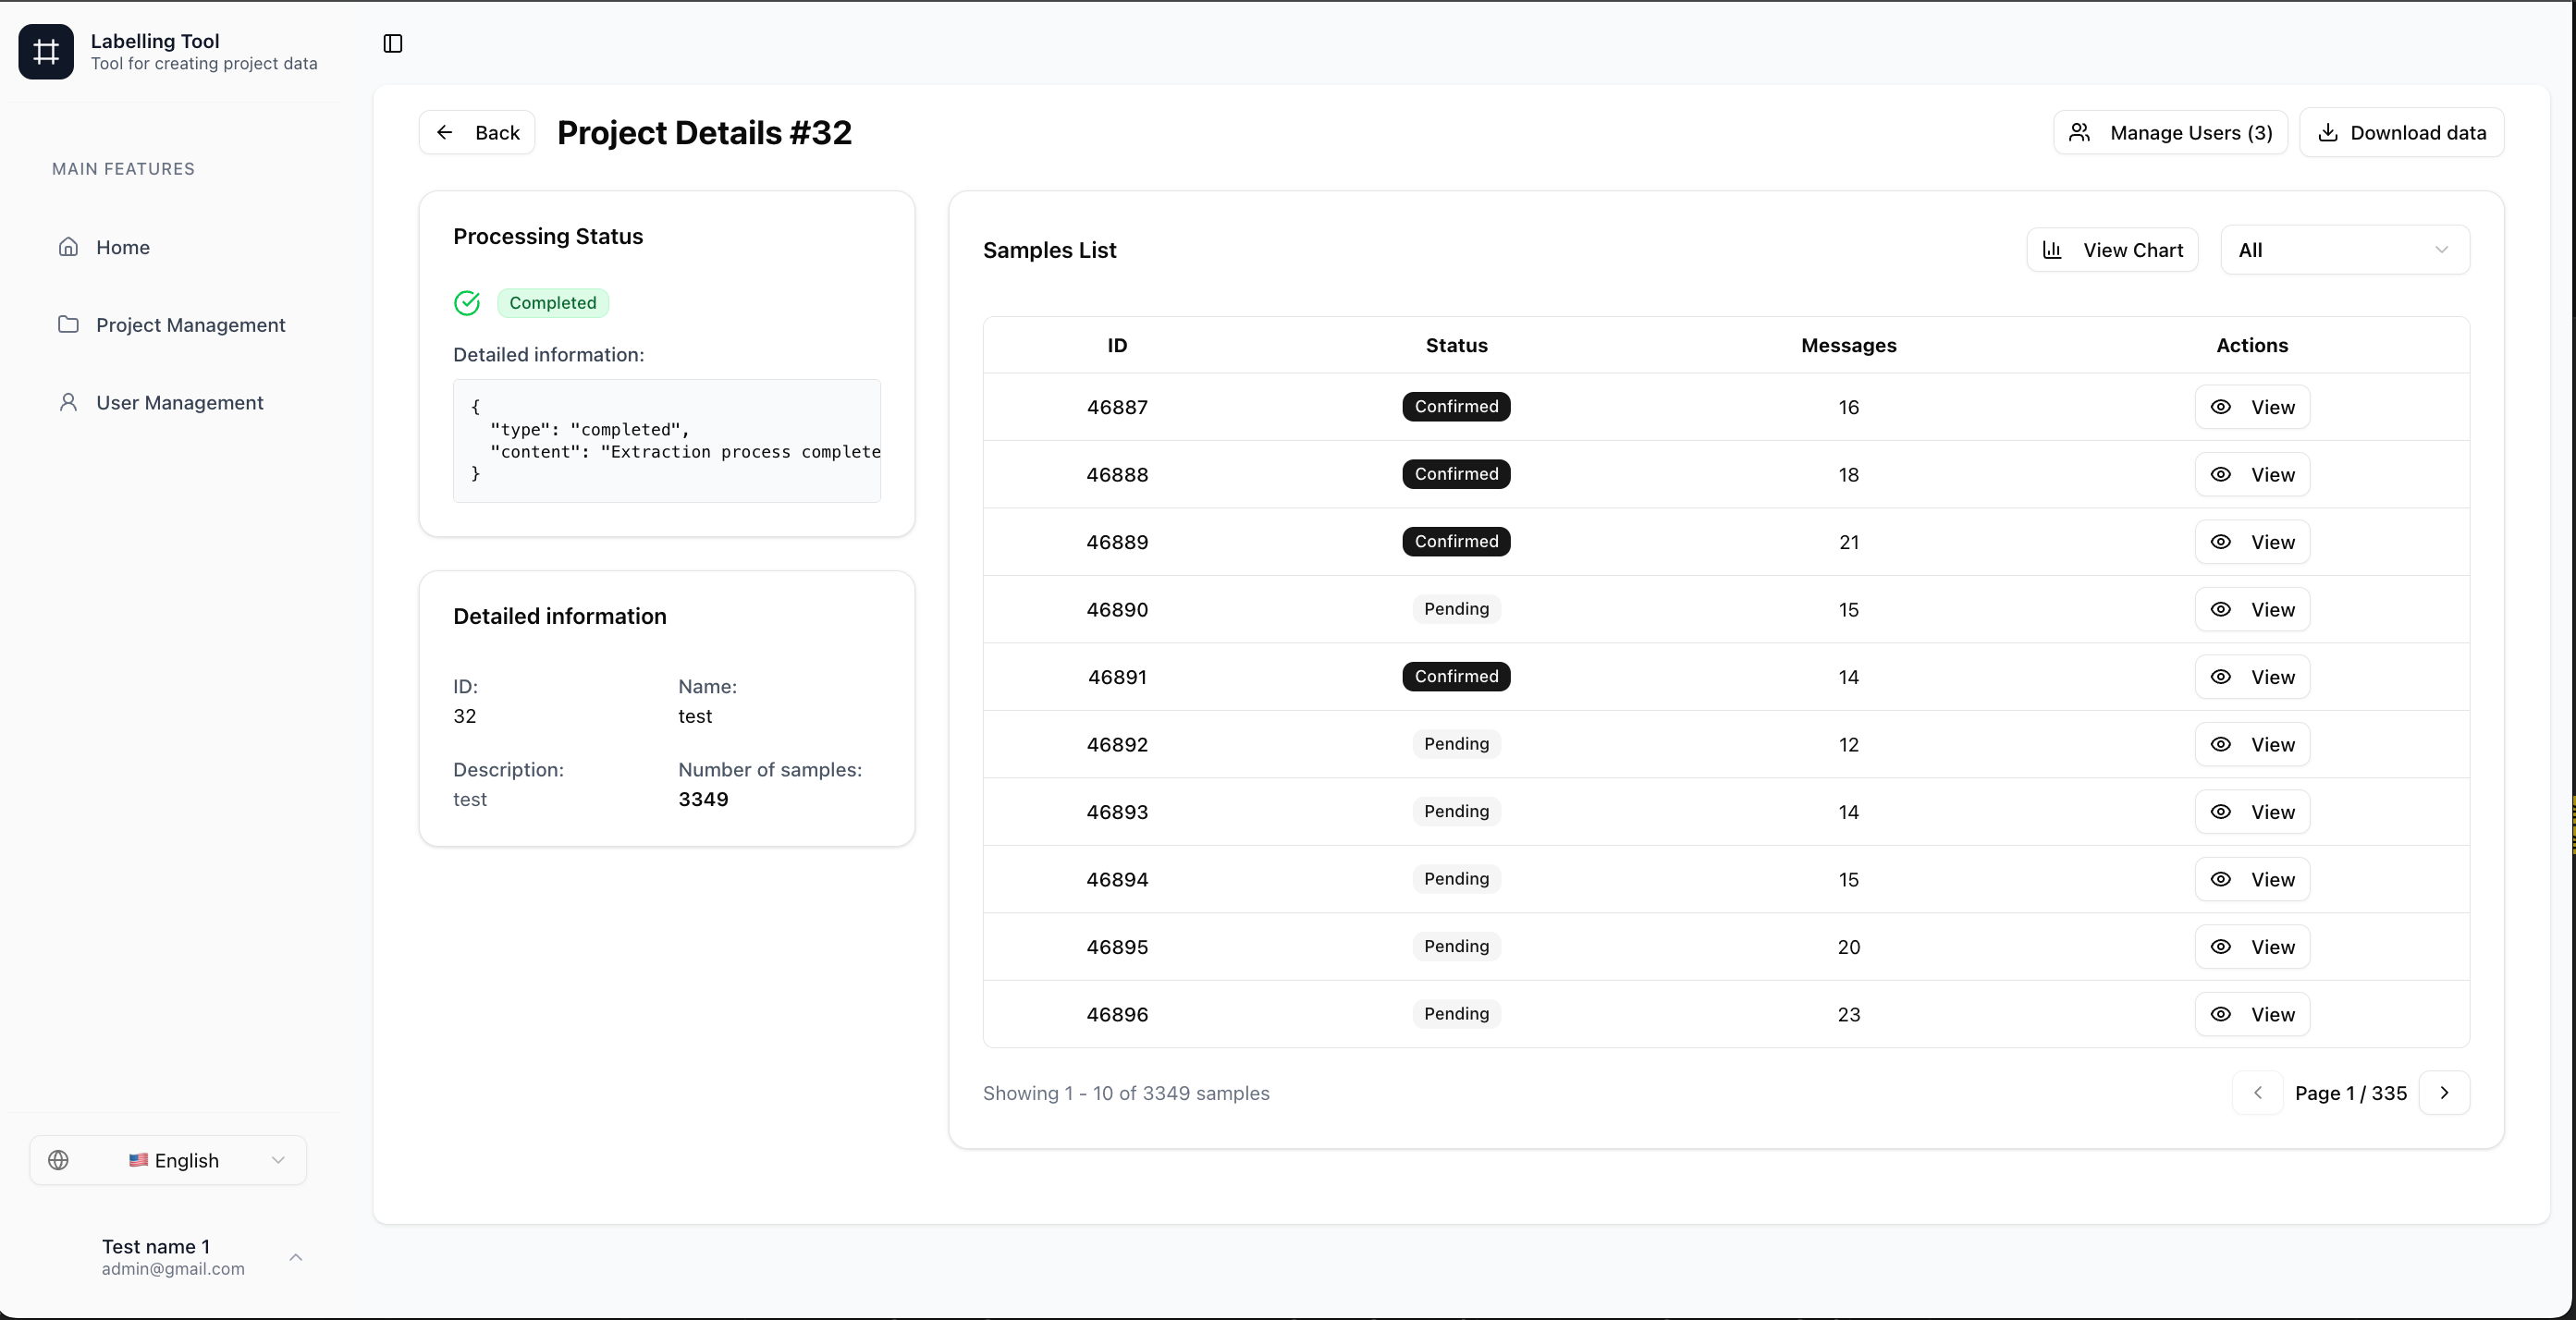 Labelling Tool
Tool for creating project data
MAIN FEATURES
Home
Project Management
User Management
🇺🇸 English
Test name 1
admin@gmail.com
Back
Project Details #32
Manage Users (3)
Download data
Processing Status
Completed
Detailed information:
{
"type": "completed",
"content": "Extraction process complete
}
Detailed information
ID:
32
Name:
test
Description:
test
Number of samples:
3349
Samples List
View Chart
All
ID Status Messages Actions
46887 Confirmed 16 View
46888 Confirmed 18 View
46889 Confirmed 21 View
46890 Pending 15 View
46891 Confirmed 14 View
46892 Pending 12 View
46893 Pending 14 View
46894 Pending 15 View
46895 Pending 20 View
46896 Pending 23 View
Showing 1 - 10 of 3349 samples
Page 1 / 335